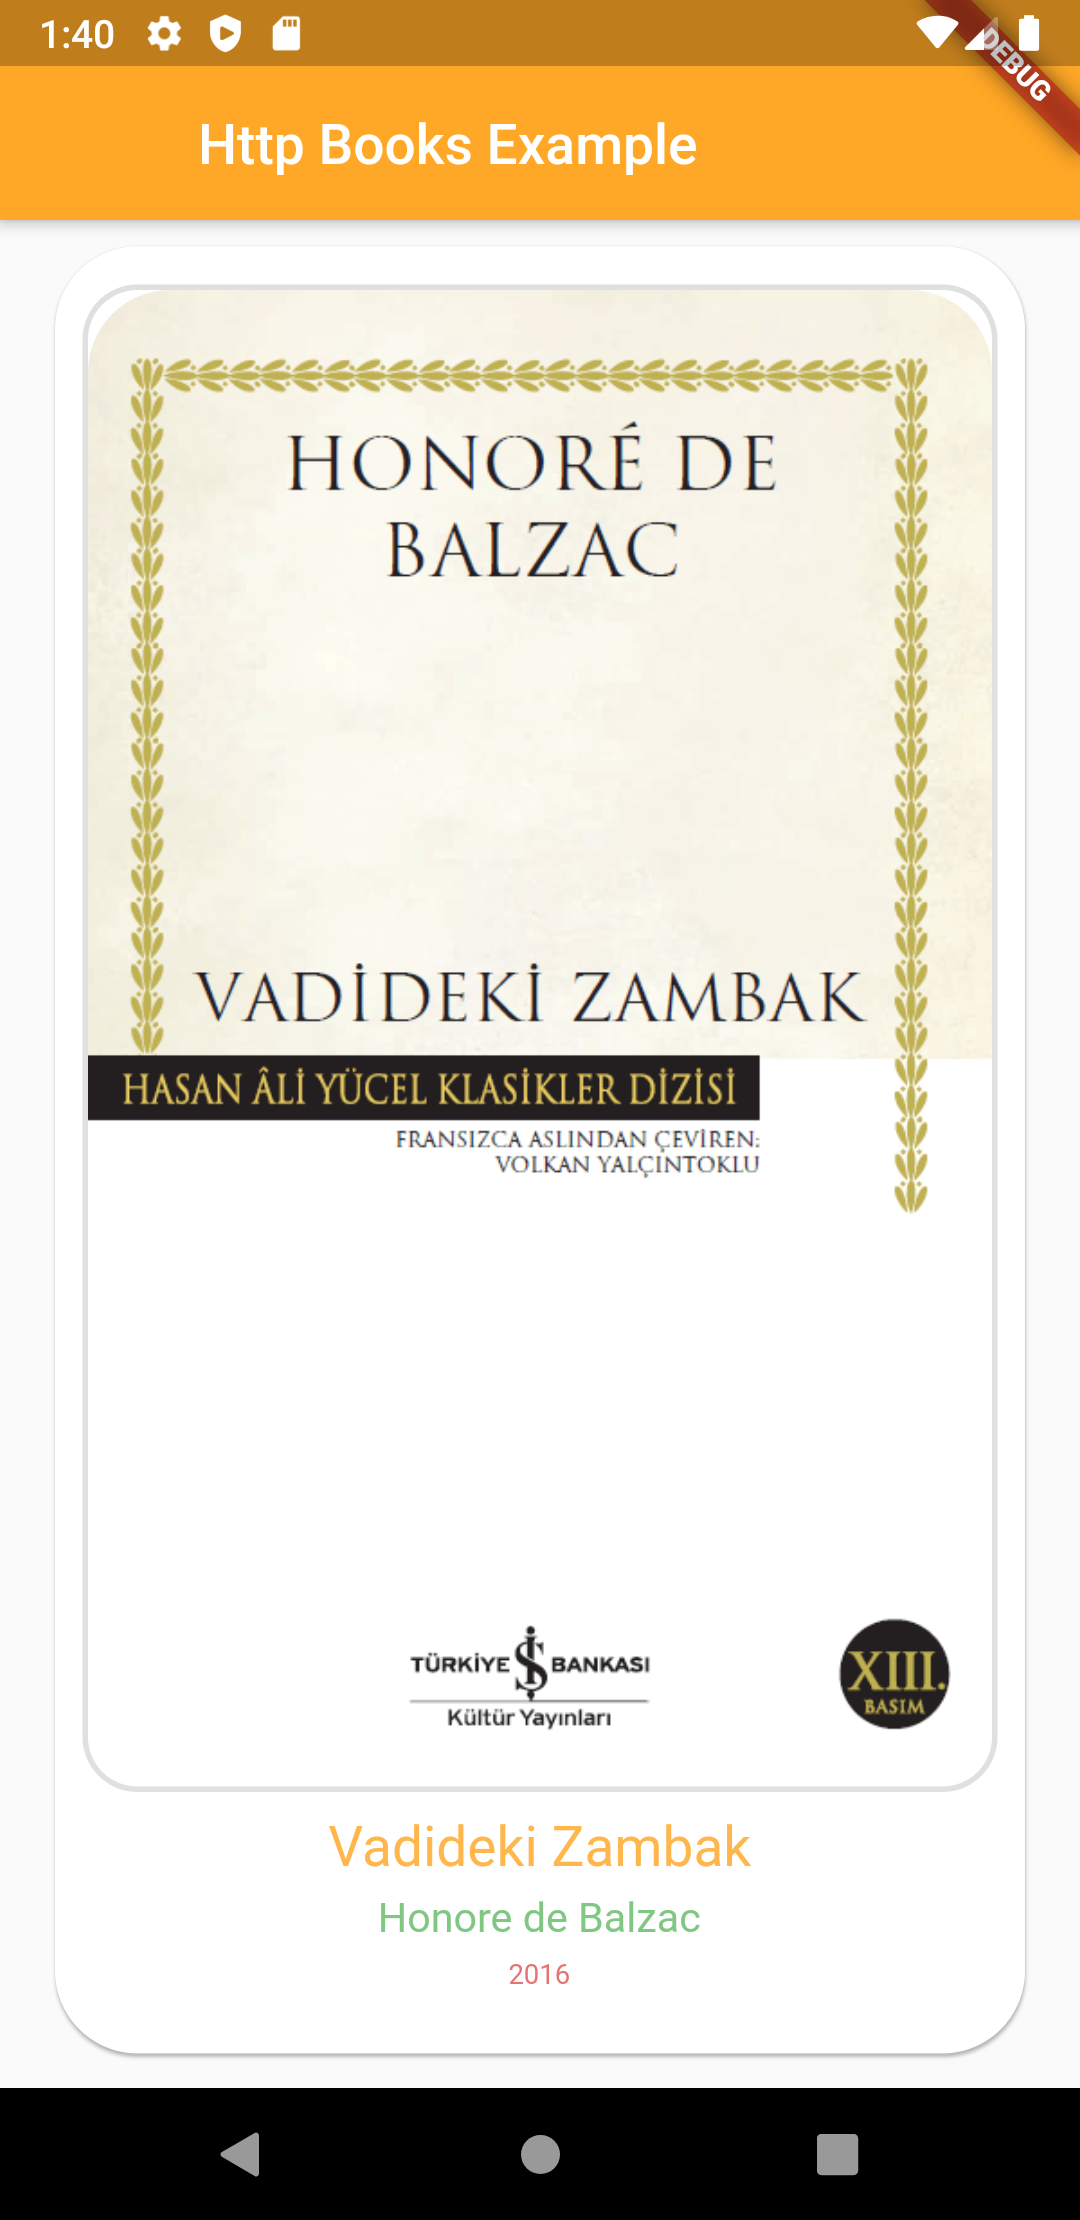 1:40
DEBUG
Http Books Example
HONORÉ DE
BALZAC
VADİDEKİ ZAMBAK
HASAN ÂLİ YÜCEL KLASİKLER DİZİSİ
FRANSIZCA ASLINDAN ÇEVİREN:
VOLKAN YALÇINTOKLU
TÜRKİYE İŞ BANKASI
Kültür Yayınları
XIII.
BASIM
Vadideki Zambak
Honore de Balzac
2016